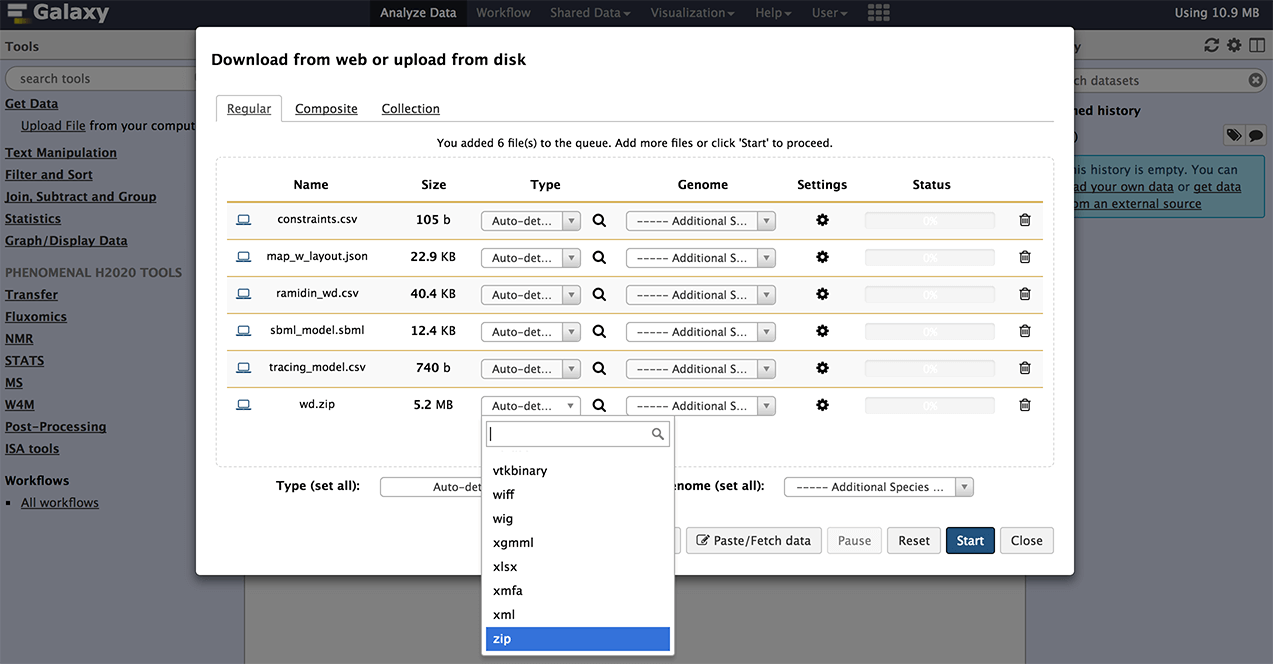 Galaxy
Analyze Data Workflow Shared Data Visualization Help User
Using 10.9 MB
Tools
search tools
Get Data
Upload File from your comput
Text Manipulation
Filter and Sort
Join, Subtract and Group
Statistics
Graph/Display Data
PHENOMENAL H2020 TOOLS
Transfer
Fluxomics
NMR
STATS
MS
W4M
Post-Processing
ISA tools
Workflows
All workflows
Download from web or upload from disk
Regular Composite Collection
You added 6 file(s) to the queue. Add more files or click 'Start' to proceed.
Name Size Type Genome Settings Status
constraints.csv 105 b Auto-det... ----- Additional S... 0%
map_w_layout.json 22.9 KB Auto-det... ----- Additional S... 0%
ramidin_wd.csv 40.4 KB Auto-det... ----- Additional S... 0%
sbml_model.sbml 12.4 KB Auto-det... ----- Additional S... 0%
tracing_model.csv 740 b Auto-det... ----- Additional S... 0%
wd.zip 5.2 MB Auto-det... ----- Additional S... 0%
vtkbinary
wiff
wig
xgmml
xlsx
xmfa
xml
zip
Type (set all): Auto-det enome (set all): ----- Additional Species ...
Paste/Fetch data Pause Reset Start Close
y
ch datasets
ned history
)
his history is empty. You can
ad your own data or get data
om an external source